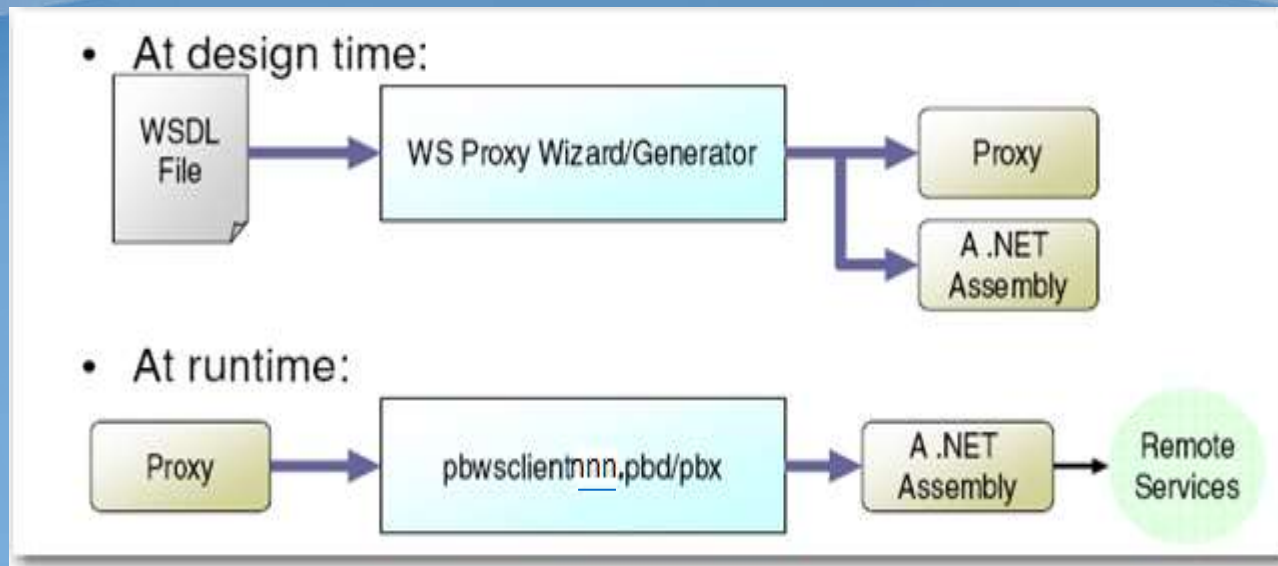 • At design time:
WSDL
File
WS Proxy Wizard/Generator
Proxy
A .NET
Assembly
• At runtime:
Proxy
pbwsclientnnn.pbd/pbx
A .NET
Assembly
Remote
Services